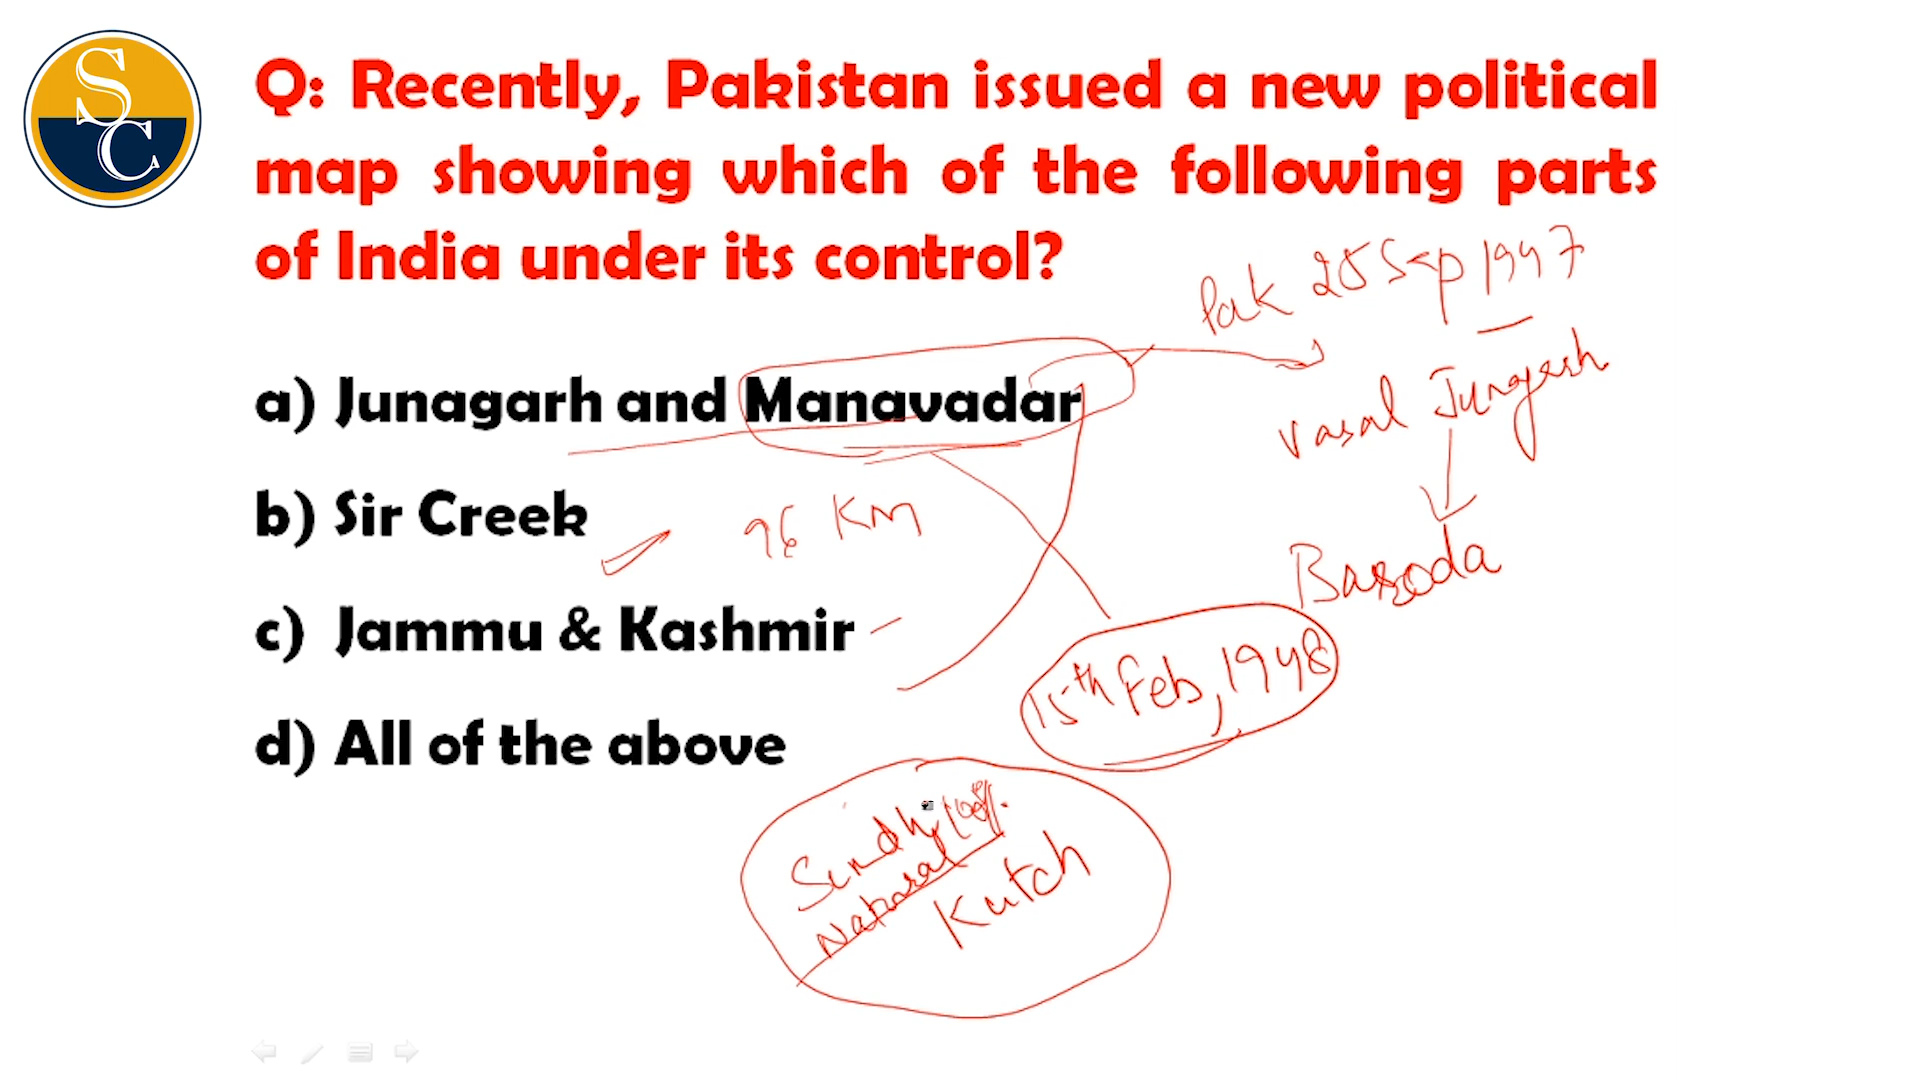 SC
Q: Recently, Pakistan issued a new political
map showing which of the following parts
of India under its control?
Pak 25 Sep 1947
a) Junagarh and Manavadar
vasal Junagarh
b) Sir Creek
96 KM
Baroda
c) Jammu & Kashmir
15th Feb, 1948
d) All of the above
Sindh
Kutch